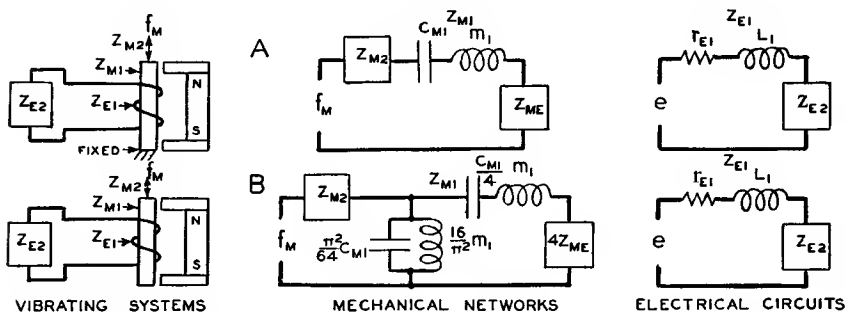 f_M
Z_M2
Z_M1
Z_E2
Z_E1
N
S
FIXED
A
Z_M1
C_M1
m_1
Z_M2
f_M
Z_ME
Z_E1
r_E1
L_1
e
Z_E2
f_M
Z_M2
Z_M1
Z_E2
Z_E1
N
S
B
Z_M1
C_M1/4
m_1
Z_M2
f_M
π²/64 C_M1
16/π² m_1
4Z_ME
Z_E1
r_E1
L_1
e
Z_E2
VIBRATING SYSTEMS
MECHANICAL NETWORKS
ELECTRICAL CIRCUITS